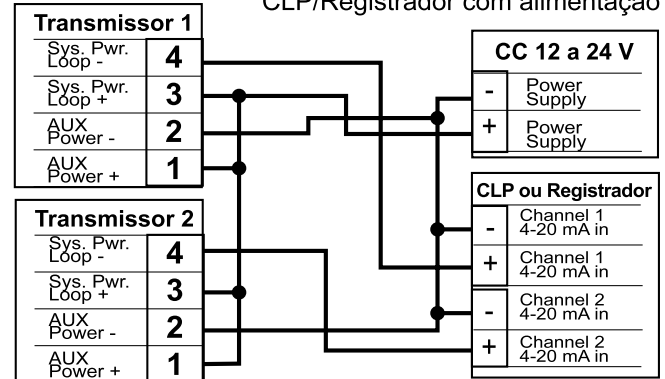 CLP/Registrador com alimentação
Transmissor 1
Sys. Pwr.
Loop -
4
Sys. Pwr.
Loop +
3
AUX
Power -
2
AUX
Power +
1
Transmissor 2
Sys. Pwr.
Loop -
4
Sys. Pwr.
Loop +
3
AUX
Power -
2
AUX
Power +
1
CC 12 a 24 V
-
Power
Supply
+
Power
Supply
CLP ou Registrador
-
Channel 1
4-20 mA in
+
Channel 1
4-20 mA in
-
Channel 2
4-20 mA in
+
Channel 2
4-20 mA in